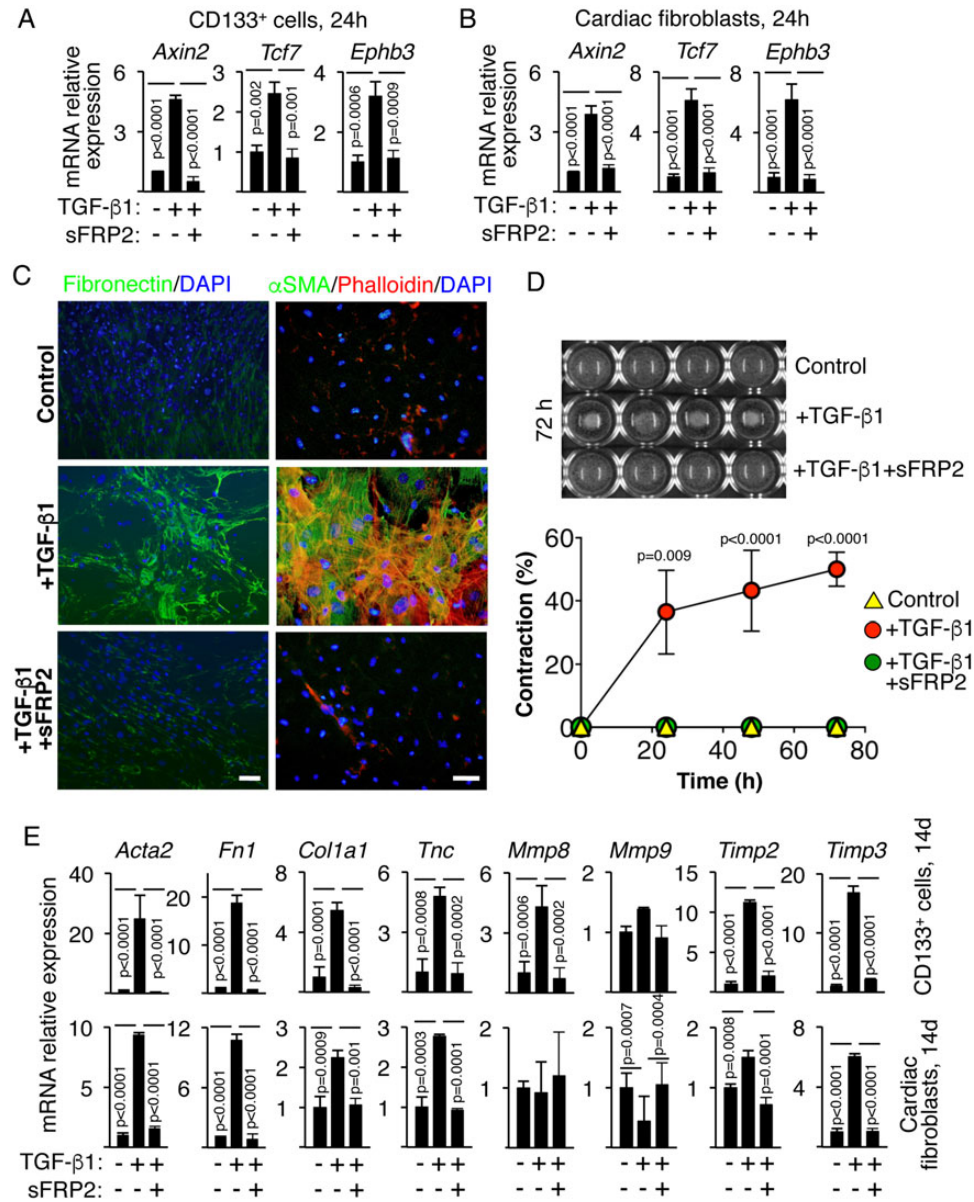 A
CD133+ cells, 24h
Axin2 Tcf7 Ephb3
mRNA relative
expression
6 3 4
3 2 2
1
p<0.0001 p<0.0001 p=0.002 p=0.001 p=0.0006 p=0.0009
TGF-β1: - + + - + + - + +
sFRP2: - - + - - + - - +
B
Cardiac fibroblasts, 24h
Axin2 Tcf7 Ephb3
mRNA relative
expression
6 8 8
3 4 4
p<0.0001 p<0.0001 p<0.0001 p<0.0001 p<0.0001 p<0.0001
TGF-β1: - + + - + + - + +
sFRP2: - - + - - + - - +
C
Fibronectin/DAPI αSMA/Phalloidin/DAPI
Control
+TGF-β1
+TGF-β1
+sFRP2
D
72 h
Control
+TGF-β1
+TGF-β1+sFRP2
Contraction (%)
60
40
20
0
p=0.009 p<0.0001 p<0.0001
Control
+TGF-β1
+TGF-β1
+sFRP2
0 20 40 60 80
Time (h)
E
Acta2 Fn1 Col1a1 Tnc Mmp8 Mmp9 Timp2 Timp3
mRNA relative expression
40 20 8 6 6 2 15 20
20 10 4 3 3 1 10 10
5
0
p<0.0001 p<0.0001 p<0.0001 p<0.0001 p=0.0001 p<0.0001 p=0.0008 p=0.0002 p=0.0006 p=0.0002 p<0.0001 p<0.0001 p<0.0001 p<0.0001
CD133+ cells, 14d
10 12 3 3 2 2 2 8
5 6 2 2 1 1 1 4
1 1
p<0.0001 p<0.0001 p<0.0001 p<0.0001 p=0.0009 p=0.001 p=0.0003 p=0.0001 p=0.0007 p=0.0004 p=0.0008 p=0.0001 p<0.0001 p<0.0001
Cardiac
fibroblasts, 14d
TGF-β1: - + + - + + - + + - + + - + + - + + - + + - + +
sFRP2: - - + - - + - - + - - + - - + - - + - - + - - +